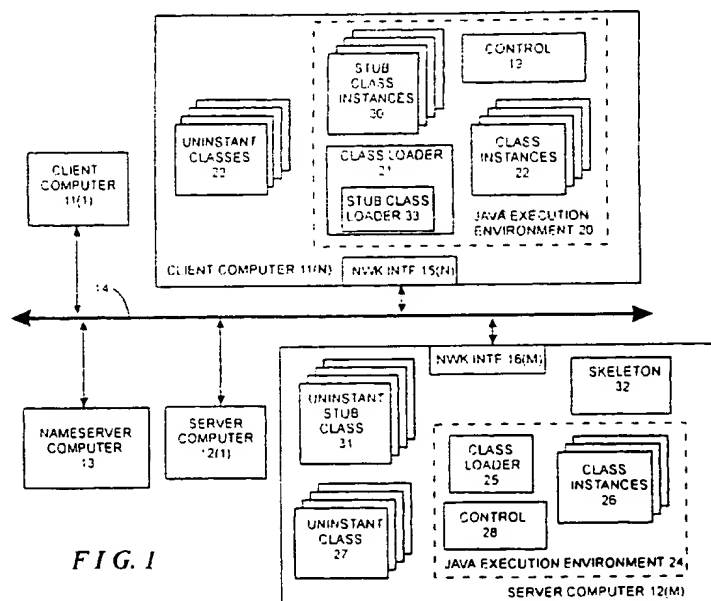 STUB
CLASS
INSTANCES
30
CONTROL
19
UNINSTANT
CLASSES
23
CLASS LOADER
21
STUB CLASS
LOADER 33
CLASS
INSTANCES
22
JAVA EXECUTION
ENVIRONMENT 20
CLIENT
COMPUTER
11(1)
CLIENT COMPUTER 11(N)
NWK INTF 15(N)
14
NWK INTF 16(M)
NAMESERVER
COMPUTER
13
SERVER
COMPUTER
12(1)
UNINSTANT
STUB
CLASS
31
SKELETON
32
CLASS
LOADER
25
CLASS
INSTANCES
26
UNINSTANT
CLASS
27
CONTROL
28
JAVA EXECUTION ENVIRONMENT 24
SERVER COMPUTER 12(M)
FIG. 1